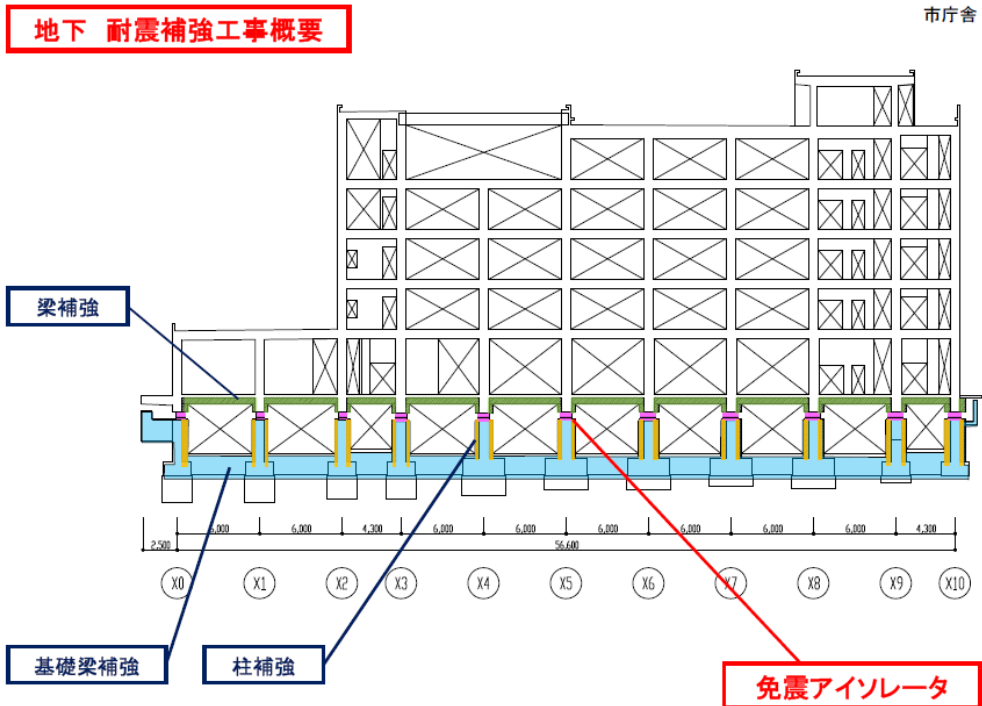 地下 耐震補強工事概要
市庁舎
梁補強
6,000 6,000 4,300 6,000 6,000 6,000 6,000 6,000 6,000 4,300
2,500 56,600
X0 X1 X2 X3 X4 X5 X6 X7 X8 X9 X10
基礎梁補強 柱補強
免震アイソレータ